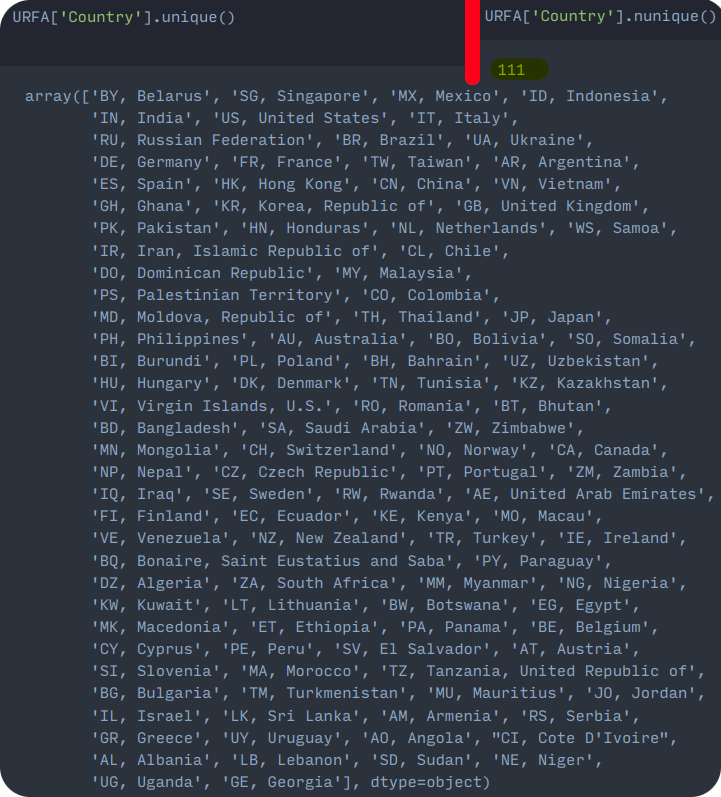 URFA['Country'].unique()
URFA['Country'].nunique()
111
array(['BY, Belarus', 'SG, Singapore', 'MX, Mexico', 'ID, Indonesia',
'IN, India', 'US, United States', 'IT, Italy',
'RU, Russian Federation', 'BR, Brazil', 'UA, Ukraine',
'DE, Germany', 'FR, France', 'TW, Taiwan', 'AR, Argentina',
'ES, Spain', 'HK, Hong Kong', 'CN, China', 'VN, Vietnam',
'GH, Ghana', 'KR, Korea, Republic of', 'GB, United Kingdom',
'PK, Pakistan', 'HN, Honduras', 'NL, Netherlands', 'WS, Samoa',
'IR, Iran, Islamic Republic of', 'CL, Chile',
'DO, Dominican Republic', 'MY, Malaysia',
'PS, Palestinian Territory', 'CO, Colombia',
'MD, Moldova, Republic of', 'TH, Thailand', 'JP, Japan',
'PH, Philippines', 'AU, Australia', 'BO, Bolivia', 'SO, Somalia',
'BI, Burundi', 'PL, Poland', 'BH, Bahrain', 'UZ, Uzbekistan',
'HU, Hungary', 'DK, Denmark', 'TN, Tunisia', 'KZ, Kazakhstan',
'VI, Virgin Islands, U.S.', 'RO, Romania', 'BT, Bhutan',
'BD, Bangladesh', 'SA, Saudi Arabia', 'ZW, Zimbabwe',
'MN, Mongolia', 'CH, Switzerland', 'NO, Norway', 'CA, Canada',
'NP, Nepal', 'CZ, Czech Republic', 'PT, Portugal', 'ZM, Zambia',
'IQ, Iraq', 'SE, Sweden', 'RW, Rwanda', 'AE, United Arab Emirates',
'FI, Finland', 'EC, Ecuador', 'KE, Kenya', 'MO, Macau',
'VE, Venezuela', 'NZ, New Zealand', 'TR, Turkey', 'IE, Ireland',
'BQ, Bonaire, Saint Eustatius and Saba', 'PY, Paraguay',
'DZ, Algeria', 'ZA, South Africa', 'MM, Myanmar', 'NG, Nigeria',
'KW, Kuwait', 'LT, Lithuania', 'BW, Botswana', 'EG, Egypt',
'MK, Macedonia', 'ET, Ethiopia', 'PA, Panama', 'BE, Belgium',
'CY, Cyprus', 'PE, Peru', 'SV, El Salvador', 'AT, Austria',
'SI, Slovenia', 'MA, Morocco', 'TZ, Tanzania, United Republic of',
'BG, Bulgaria', 'TM, Turkmenistan', 'MU, Mauritius', 'JO, Jordan',
'IL, Israel', 'LK, Sri Lanka', 'AM, Armenia', 'RS, Serbia',
'GR, Greece', 'UY, Uruguay', 'AO, Angola', "CI, Cote D'Ivoire",
'AL, Albania', 'LB, Lebanon', 'SD, Sudan', 'NE, Niger',
'UG, Uganda', 'GE, Georgia'], dtype=object)